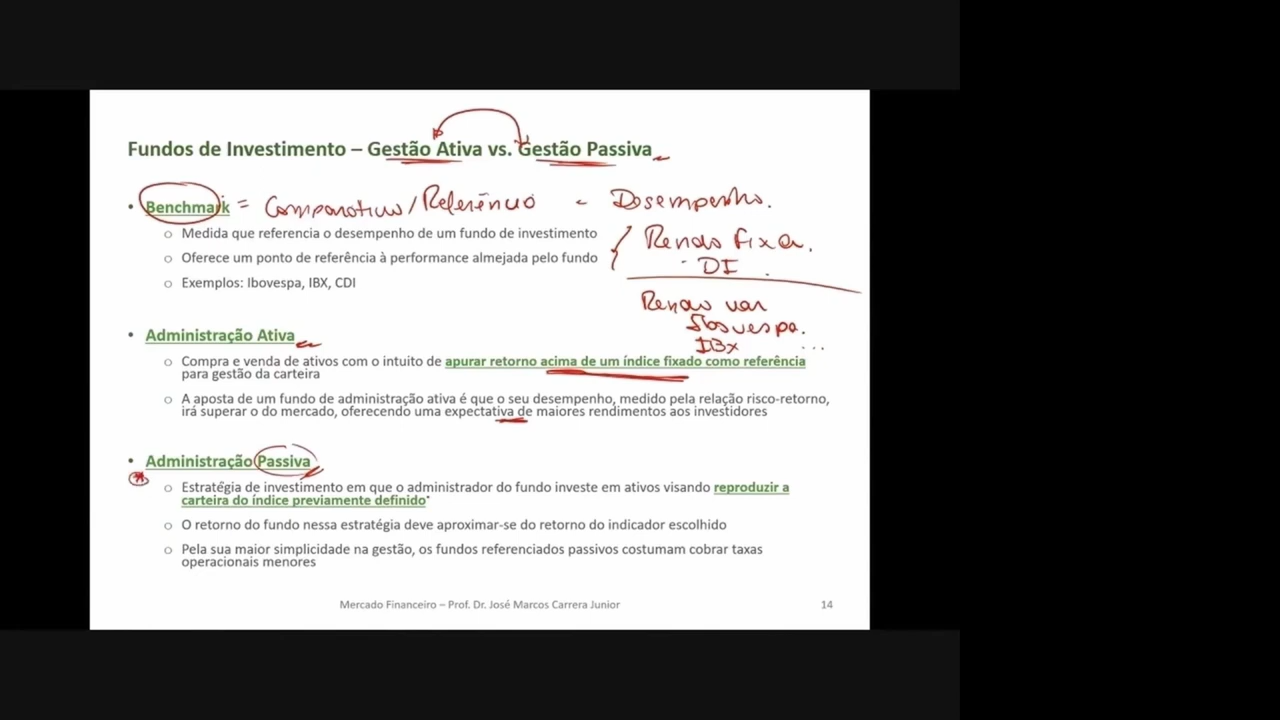 Fundos de Investimento – Gestão Ativa vs. Gestão Passiva
• Benchmark = Comparativo/Referência - Desempenho.
o Medida que referencia o desempenho de um fundo de investimento
o Oferece um ponto de referência à performance almejada pelo fundo
o Exemplos: Ibovespa, IBX, CDI
Renda fixa.
- DI
Renda var
Ibovespa.
IBx ...
• Administração Ativa
o Compra e venda de ativos com o intuito de apurar retorno acima de um índice fixado como referência
para gestão da carteira
o A aposta de um fundo de administração ativa é que o seu desempenho, medido pela relação risco-retorno,
irá superar o do mercado, oferecendo uma expectativa de maiores rendimentos aos investidores
• Administração Passiva
o Estratégia de investimento em que o administrador do fundo investe em ativos visando reproduzir a
carteira do índice previamente definido
o O retorno do fundo nessa estratégia deve aproximar-se do retorno do indicador escolhido
o Pela sua maior simplicidade na gestão, os fundos referenciados passivos costumam cobrar taxas
operacionais menores
Mercado Financeiro – Prof. Dr. José Marcos Carrera Junior 14